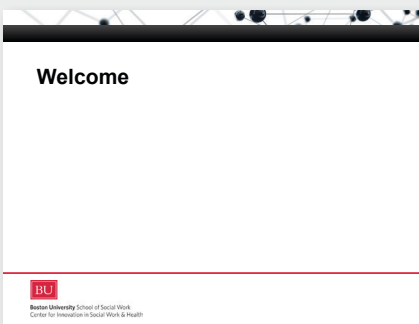 Welcome
BU
Boston University School of Social Work
Center for Innovation in Social Work & Health